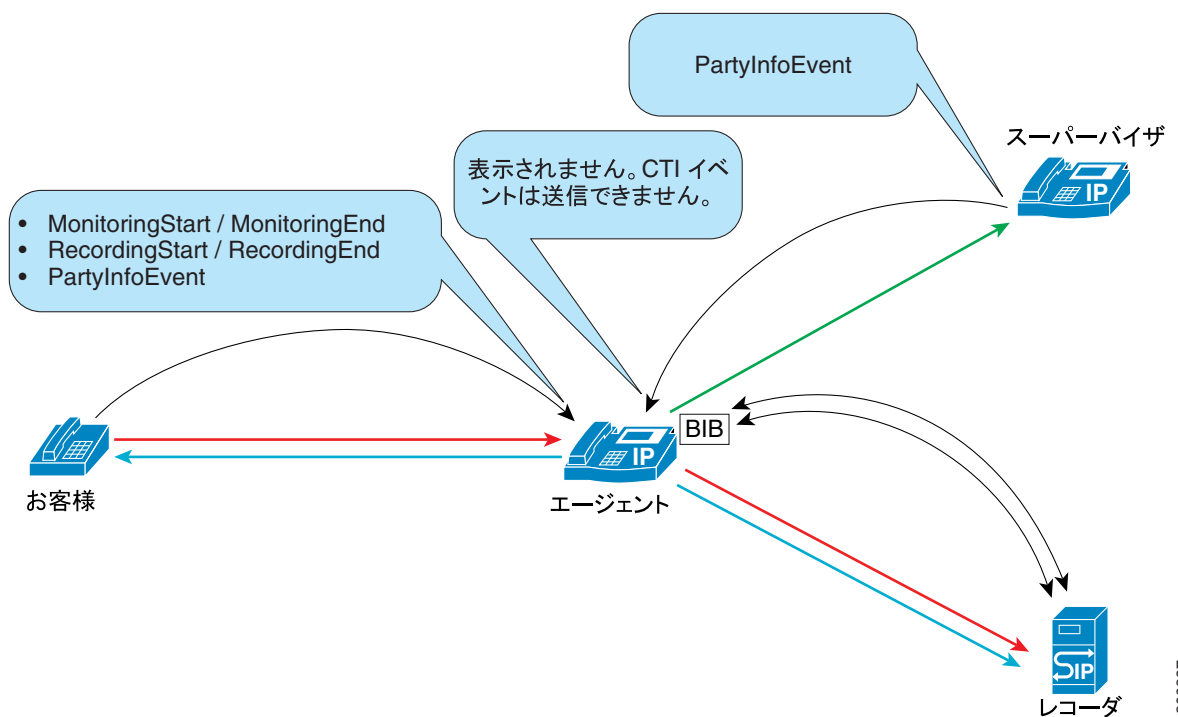 PartyInfoEvent
スーパーバイザ
IP
表示されません。CTI イベ
ントは送信できません。
• MonitoringStart / MonitoringEnd
• RecordingStart / RecordingEnd
• PartyInfoEvent
BIB
IP
お客様
エージェント
SIP
レコーダ